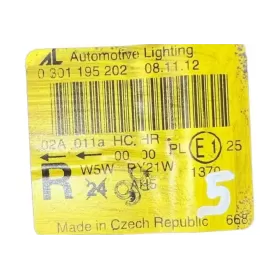 AL Automotive Lighting
0 301 195 202 08.11.12
02A 011a HC/HR PL E1 25
00 00 1370
R W5W PY21W
24
5
Made in Czech Republic 668